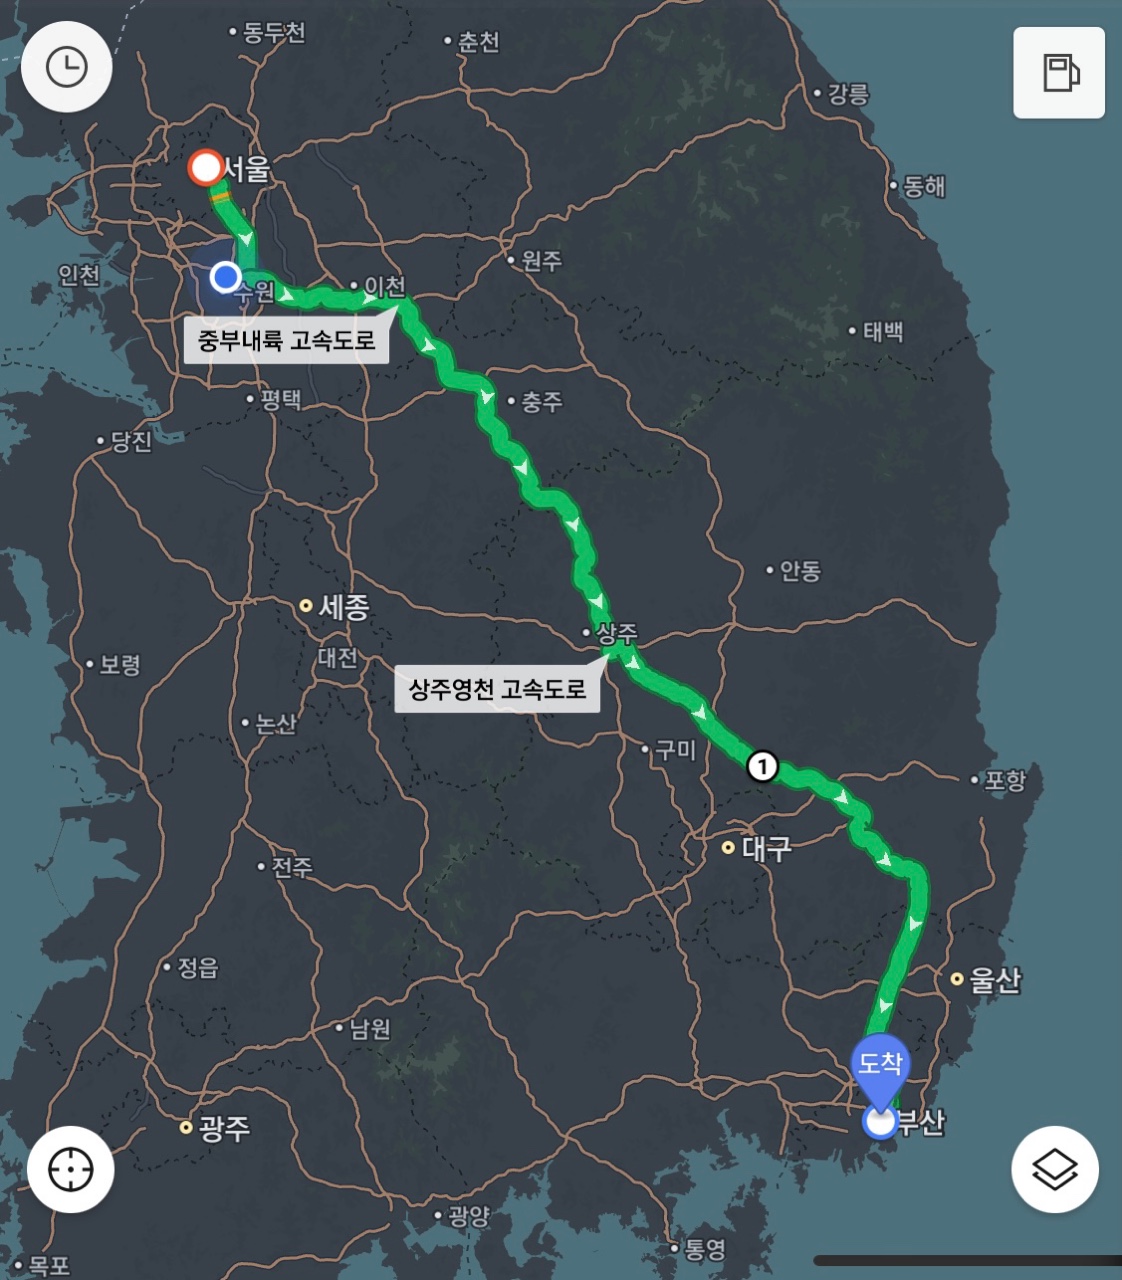 동두천
춘천
강릉
서울
동해
인천
수원
이천
원주
중부내륙 고속도로
태백
평택
충주
당진
안동
세종
상주
대전
보령
상주영천 고속도로
논산
구미
1
포항
대구
전주
정읍
울산
남원
도착
광주
부산
광양
통영
목포